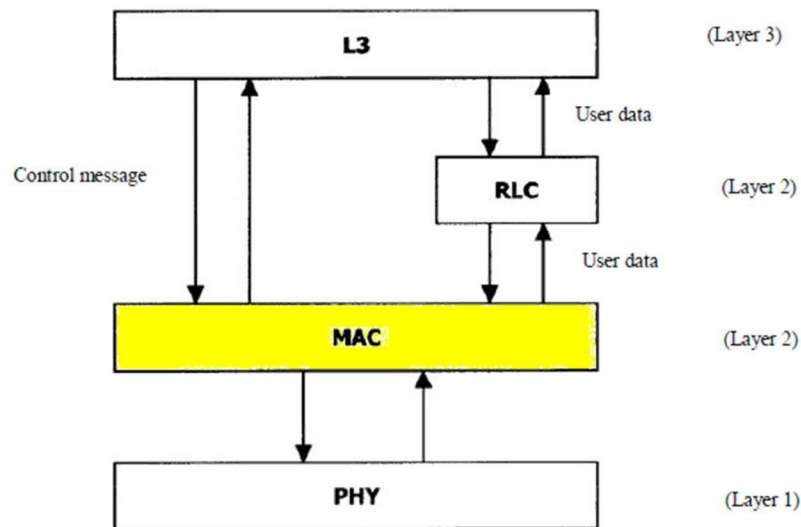 L3
(Layer 3)
User data
Control message
RLC
(Layer 2)
User data
MAC
(Layer 2)
PHY
(Layer 1)